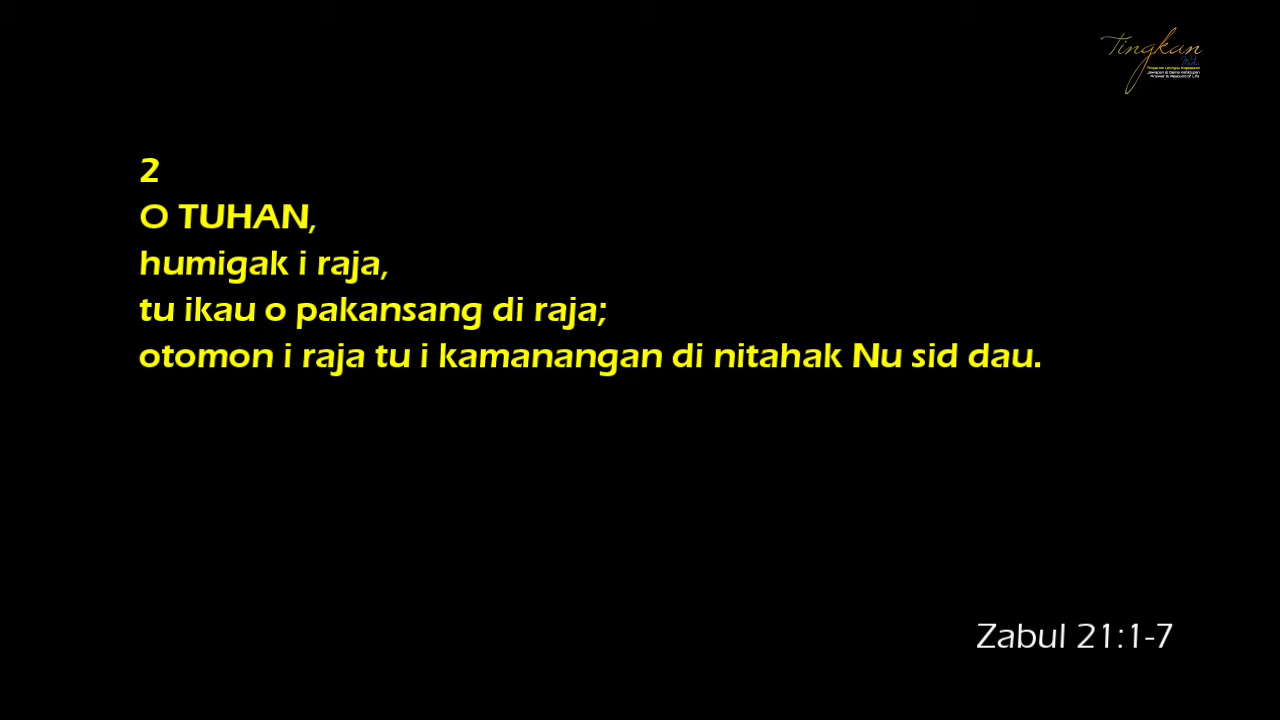 Tingkan
2
O TUHAN,
humigak i raja,
tu ikau o pakansang di raja;
otomon i raja tu i kamanangan di nitahak Nu sid dau.
Zabul 21:1-7